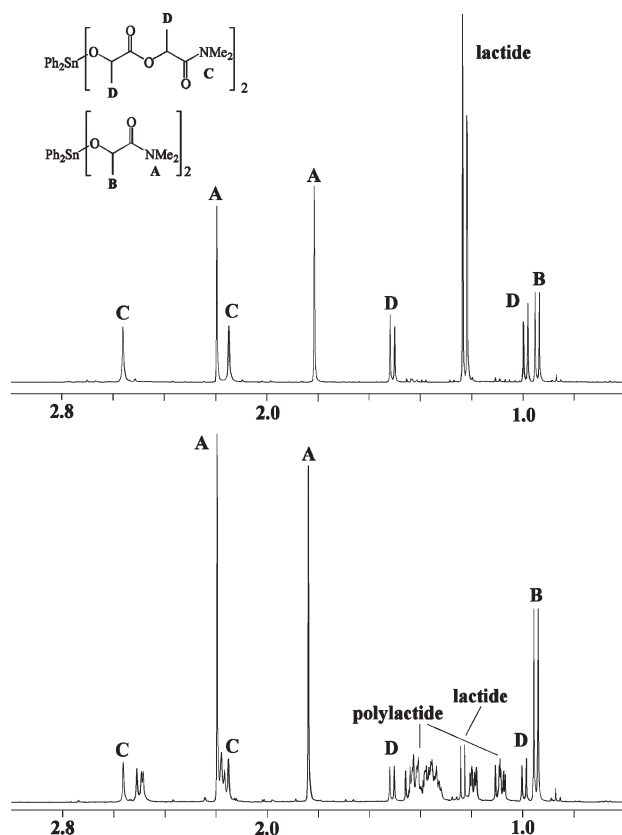 D
O
Ph2Sn
O
O
NMe2
C
O
D
2
O
Ph2Sn
O
NMe2
A
B
2
lactide
A
A
C
C
D
D
B
2.8
2.0
1.0
A
A
B
C
C
polylactide
lactide
D
D
2.8
2.0
1.0